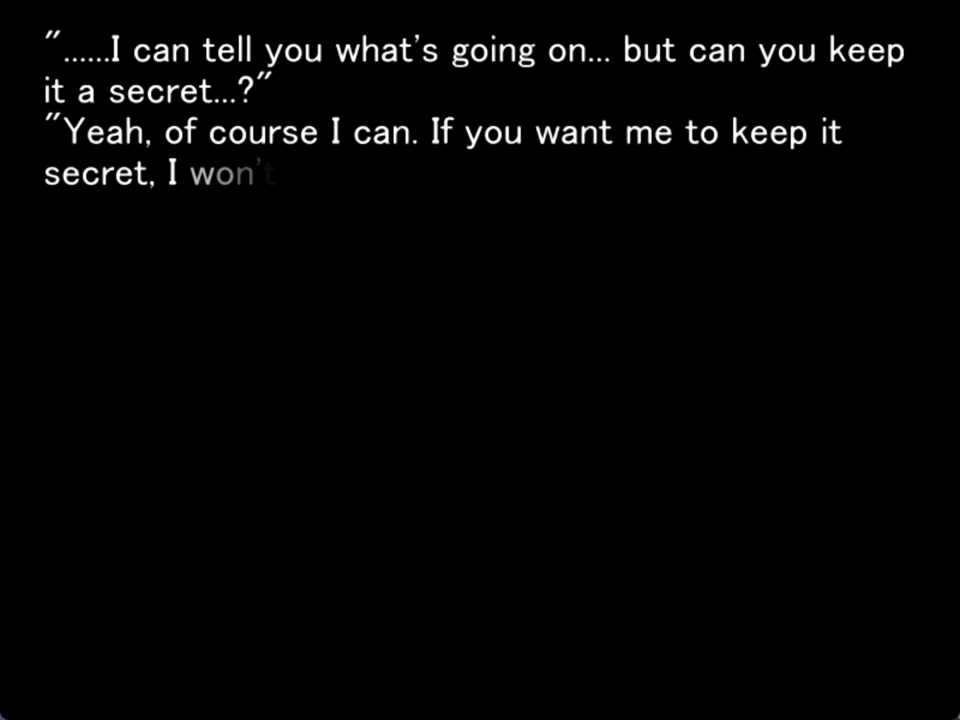 "......I can tell you what's going on... but can you keep
it a secret...?"
"Yeah, of course I can. If you want me to keep it
secret, I won't